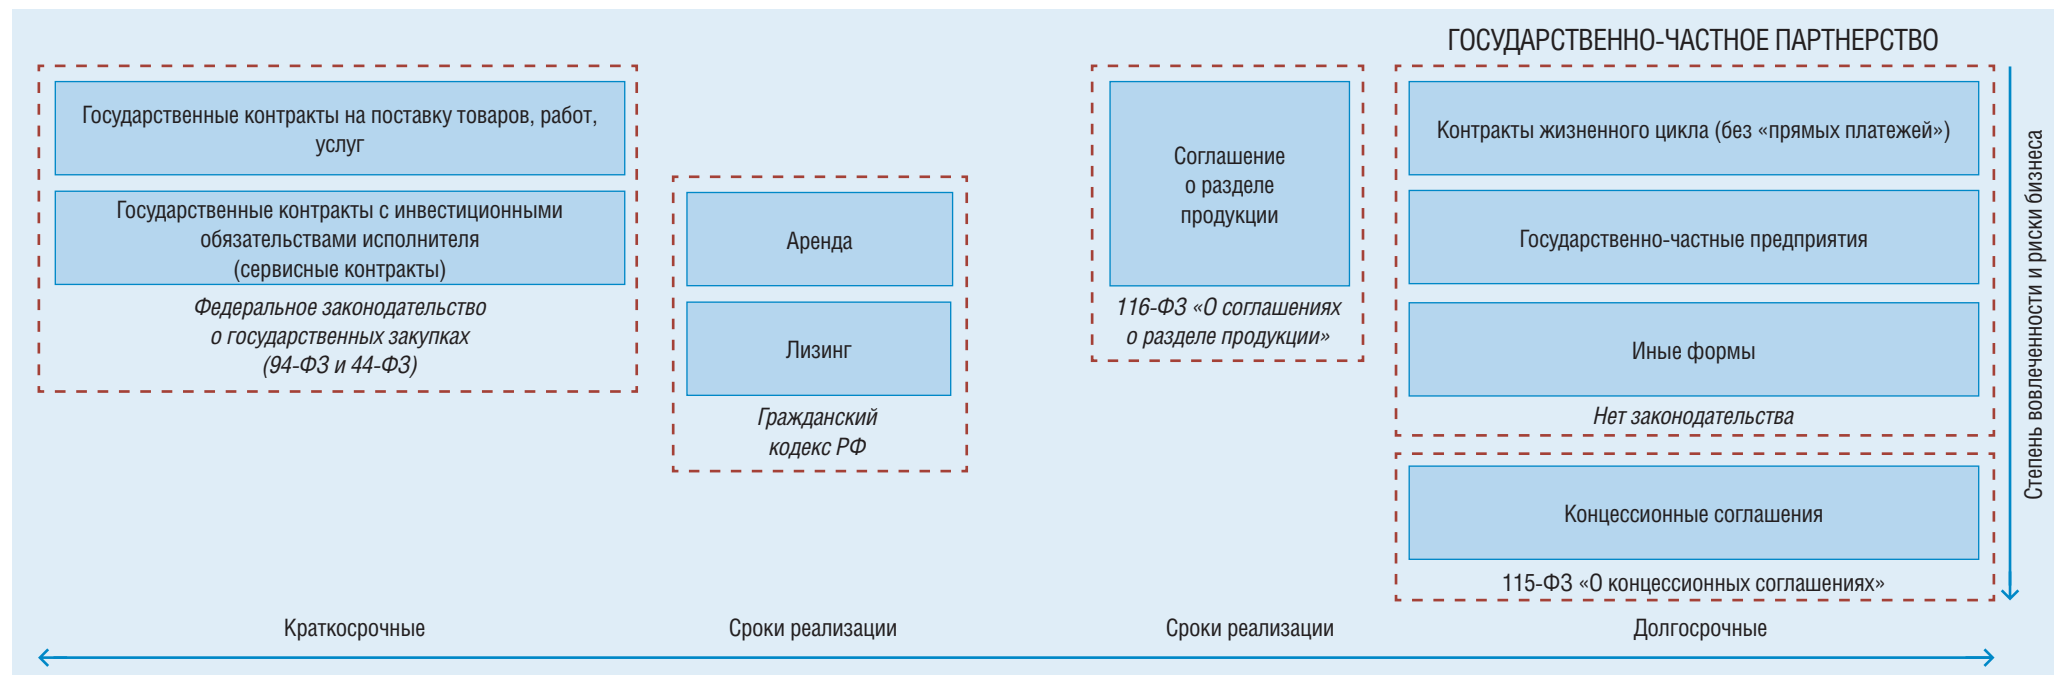 ГОСУДАРСТВЕННО-ЧАСТНОЕ ПАРТНЕРСТВО
Государственные контракты на поставку товаров, работ,
услуг
Государственные контракты с инвестиционными
обязательствами исполнителя
(сервисные контракты)
Федеральное законодательство
о государственных закупках
(94-ФЗ и 44-ФЗ)
Аренда
Лизинг
Гражданский
кодекс РФ
Соглашение
о разделе
продукции
116-ФЗ «О соглашениях
о разделе продукции»
Контракты жизненного цикла (без «прямых платежей»)
Государственно-частные предприятия
Иные формы
Нет законодательства
Концессионные соглашения
115-ФЗ «О концессионных соглашениях»
Степень вовлеченности и риски бизнеса
Краткосрочные
Сроки реализации
Сроки реализации
Долгосрочные